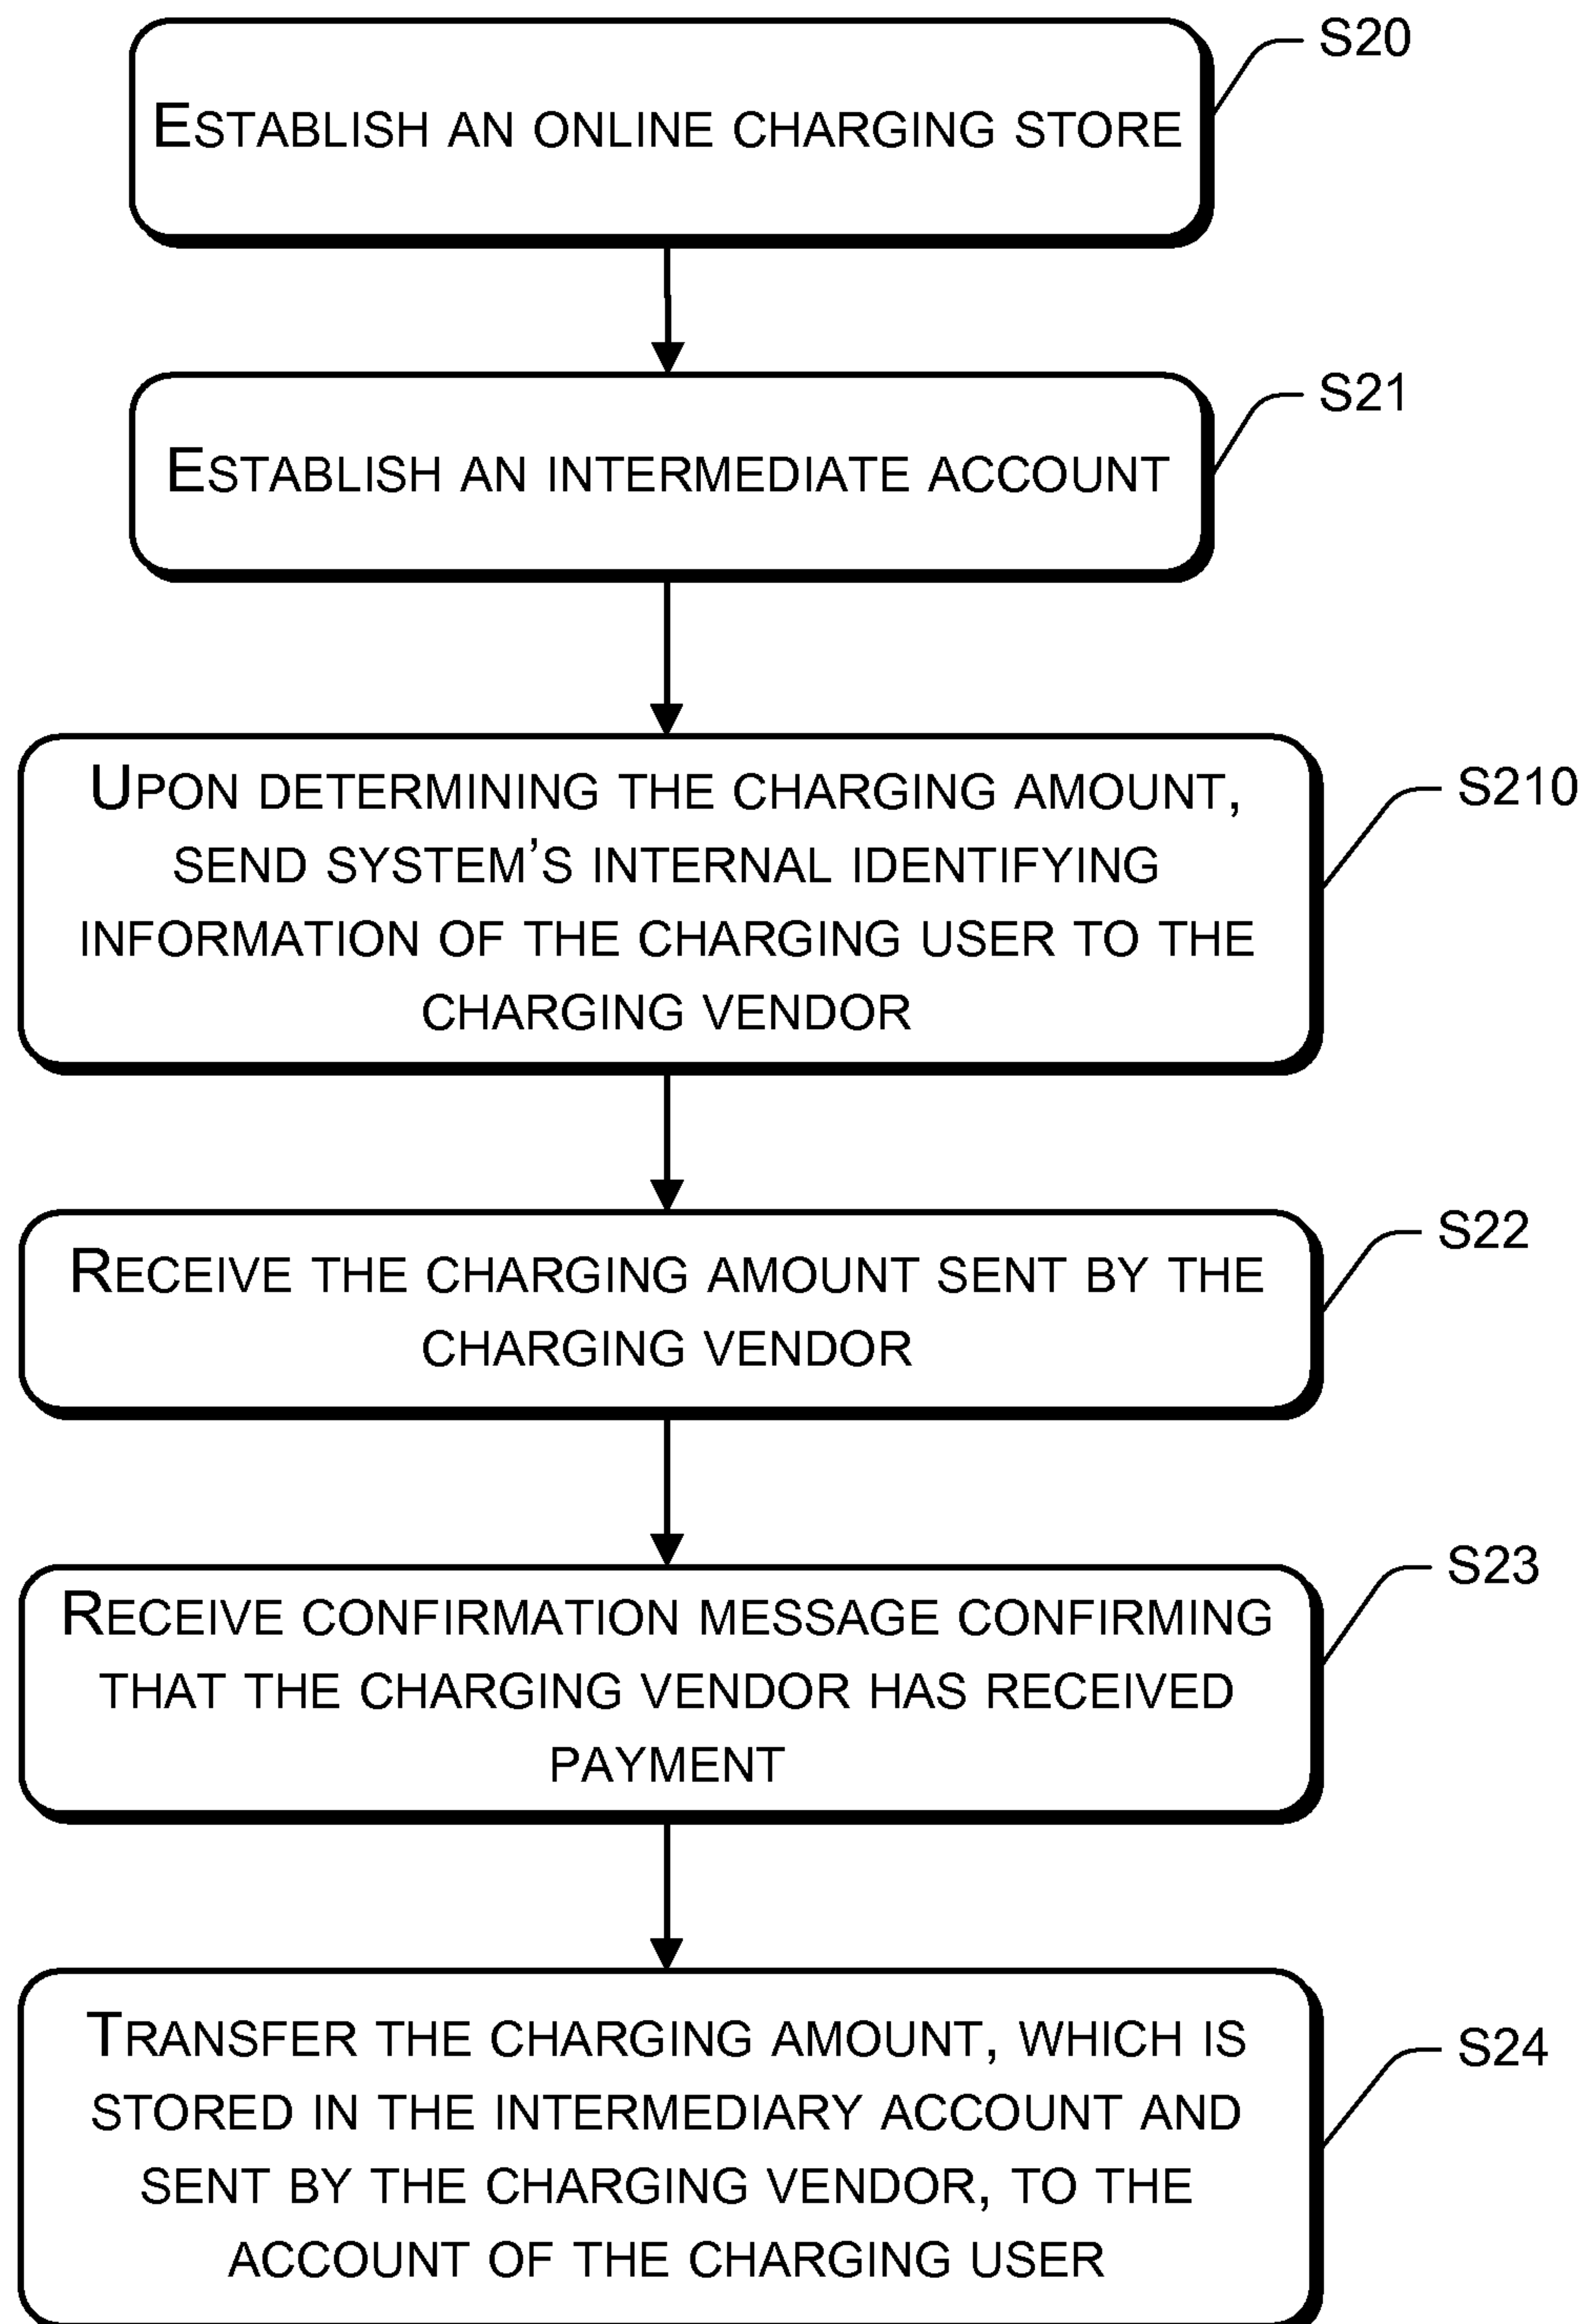 S20
ESTABLISH AN ONLINE CHARGING STORE
S21
ESTABLISH AN INTERMEDIATE ACCOUNT
UPON DETERMINING THE CHARGING AMOUNT,
S210
SEND SYSTEM'S INTERNAL IDENTIFYING
INFORMATION OF THE CHARGING USER TO THE
CHARGING VENDOR
S22
RECEIVE THE CHARGING AMOUNT SENT BY THE
CHARGING VENDOR
S23
RECEIVE CONFIRMATION MESSAGE CONFIRMING
THAT THE CHARGING VENDOR HAS RECEIVED
PAYMENT
TRANSFER THE CHARGING AMOUNT, WHICH IS
S24
STORED IN THE INTERMEDIARY ACCOUNT AND
SENT BY THE CHARGING VENDOR, TO THE
ACCOUNT OF THE CHARGING USER